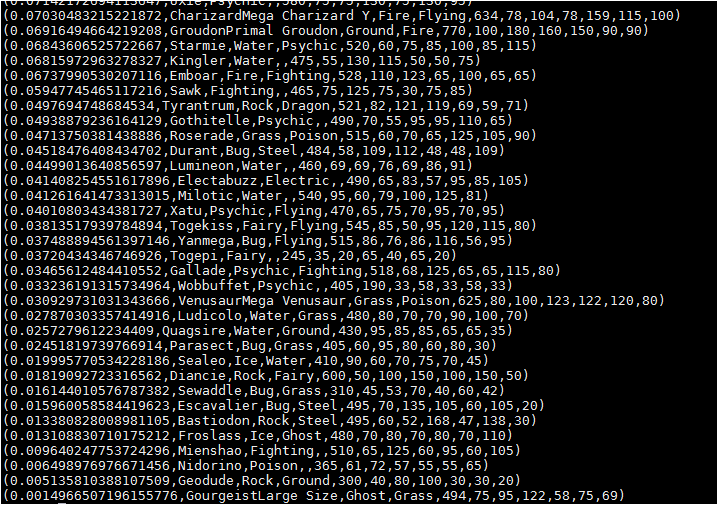 (0.07030483215221872,CharizardMega Charizard Y,Fire,Flying,634,78,104,78,159,115,100)
(0.06916494664219208,GroudonPrimal Groudon,Ground,Fire,770,100,180,160,150,90,90)
(0.06843606525722667,Starmie,Water,Psychic,520,60,75,85,100,85,115)
(0.06815972963278327,Kingler,Water,,475,55,130,115,50,50,75)
(0.06737990530207116,Emboar,Fire,Fighting,528,110,123,65,100,65,65)
(0.05947745465117216,Sawk,Fighting,,465,75,125,75,30,75,85)
(0.0497694748684534,Tyrantrum,Rock,Dragon,521,82,121,119,69,59,71)
(0.04938879236164129,Gothitelle,Psychic,,490,70,55,95,95,110,65)
(0.04713750381438886,Roserade,Grass,Poison,515,60,70,65,125,105,90)
(0.04518476408434702,Durant,Bug,Steel,484,58,109,112,48,48,109)
(0.04499013640856597,Lumineon,Water,,460,69,69,76,69,86,91)
(0.041408254551617896,Electabuzz,Electric,,490,65,83,57,95,85,105)
(0.041261641473313015,Milotic,Water,,540,95,60,79,100,125,81)
(0.04010803434381727,Xatu,Psychic,Flying,470,65,75,70,95,70,95)
(0.03813517939784894,Togekiss,Fairy,Flying,545,85,50,95,120,115,80)
(0.037488894561397146,Yanmega,Bug,Flying,515,86,76,86,116,56,95)
(0.03720434346746926,Togepi,Fairy,,245,35,20,65,40,65,20)
(0.03465612484410552,Gallade,Psychic,Fighting,518,68,125,65,65,115,80)
(0.033236191315734964,Wobbuffet,Psychic,,405,190,33,58,33,58,33)
(0.030929731031343666,VenusaurMega Venusaur,Grass,Poison,625,80,100,123,122,120,80)
(0.027870303357414916,Ludicolo,Water,Grass,480,80,70,70,90,100,70)
(0.0257279612234409,Quagsire,Water,Ground,430,95,85,85,65,65,35)
(0.02451819739766914,Parasect,Bug,Grass,405,60,95,80,60,80,30)
(0.019995770534228186,Sealeo,Ice,Water,410,90,60,70,75,70,45)
(0.01819092723316562,Diancie,Rock,Fairy,600,50,100,150,100,150,50)
(0.016144010576787382,Sewaddle,Bug,Grass,310,45,53,70,40,60,42)
(0.015960058584419623,Escavalier,Bug,Steel,495,70,135,105,60,105,20)
(0.013380828008981105,Bastiodon,Rock,Steel,495,60,52,168,47,138,30)
(0.013108830710175212,Froslass,Ice,Ghost,480,70,80,70,80,70,110)
(0.009640247753724296,Mienshao,Fighting,,510,65,125,60,95,60,105)
(0.006498976976671456,Nidorino,Poison,,365,61,72,57,55,55,65)
(0.005135810388107509,Geodude,Rock,Ground,300,40,80,100,30,30,20)
(0.0014966507196155776,GourgeistLarge Size,Ghost,Grass,494,75,95,122,58,75,69)